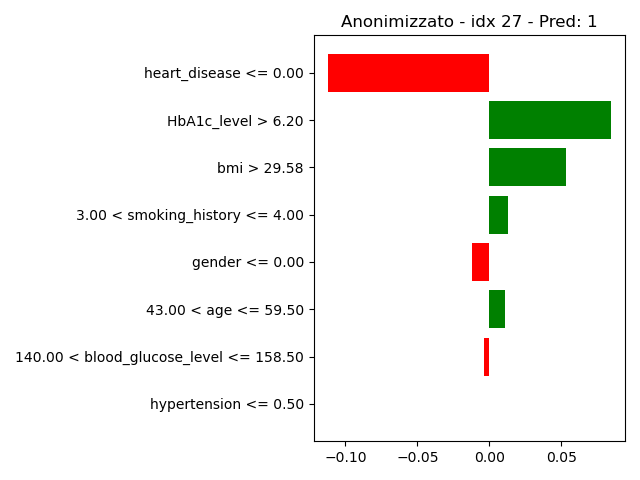 Anonimizzato - idx 27 - Pred: 1
heart_disease <= 0.00
HbA1c_level > 6.20
bmi > 29.58
3.00 < smoking_history <= 4.00
gender <= 0.00
43.00 < age <= 59.50
140.00 < blood_glucose_level <= 158.50
hypertension <= 0.50
−0.10 −0.05 0.00 0.05